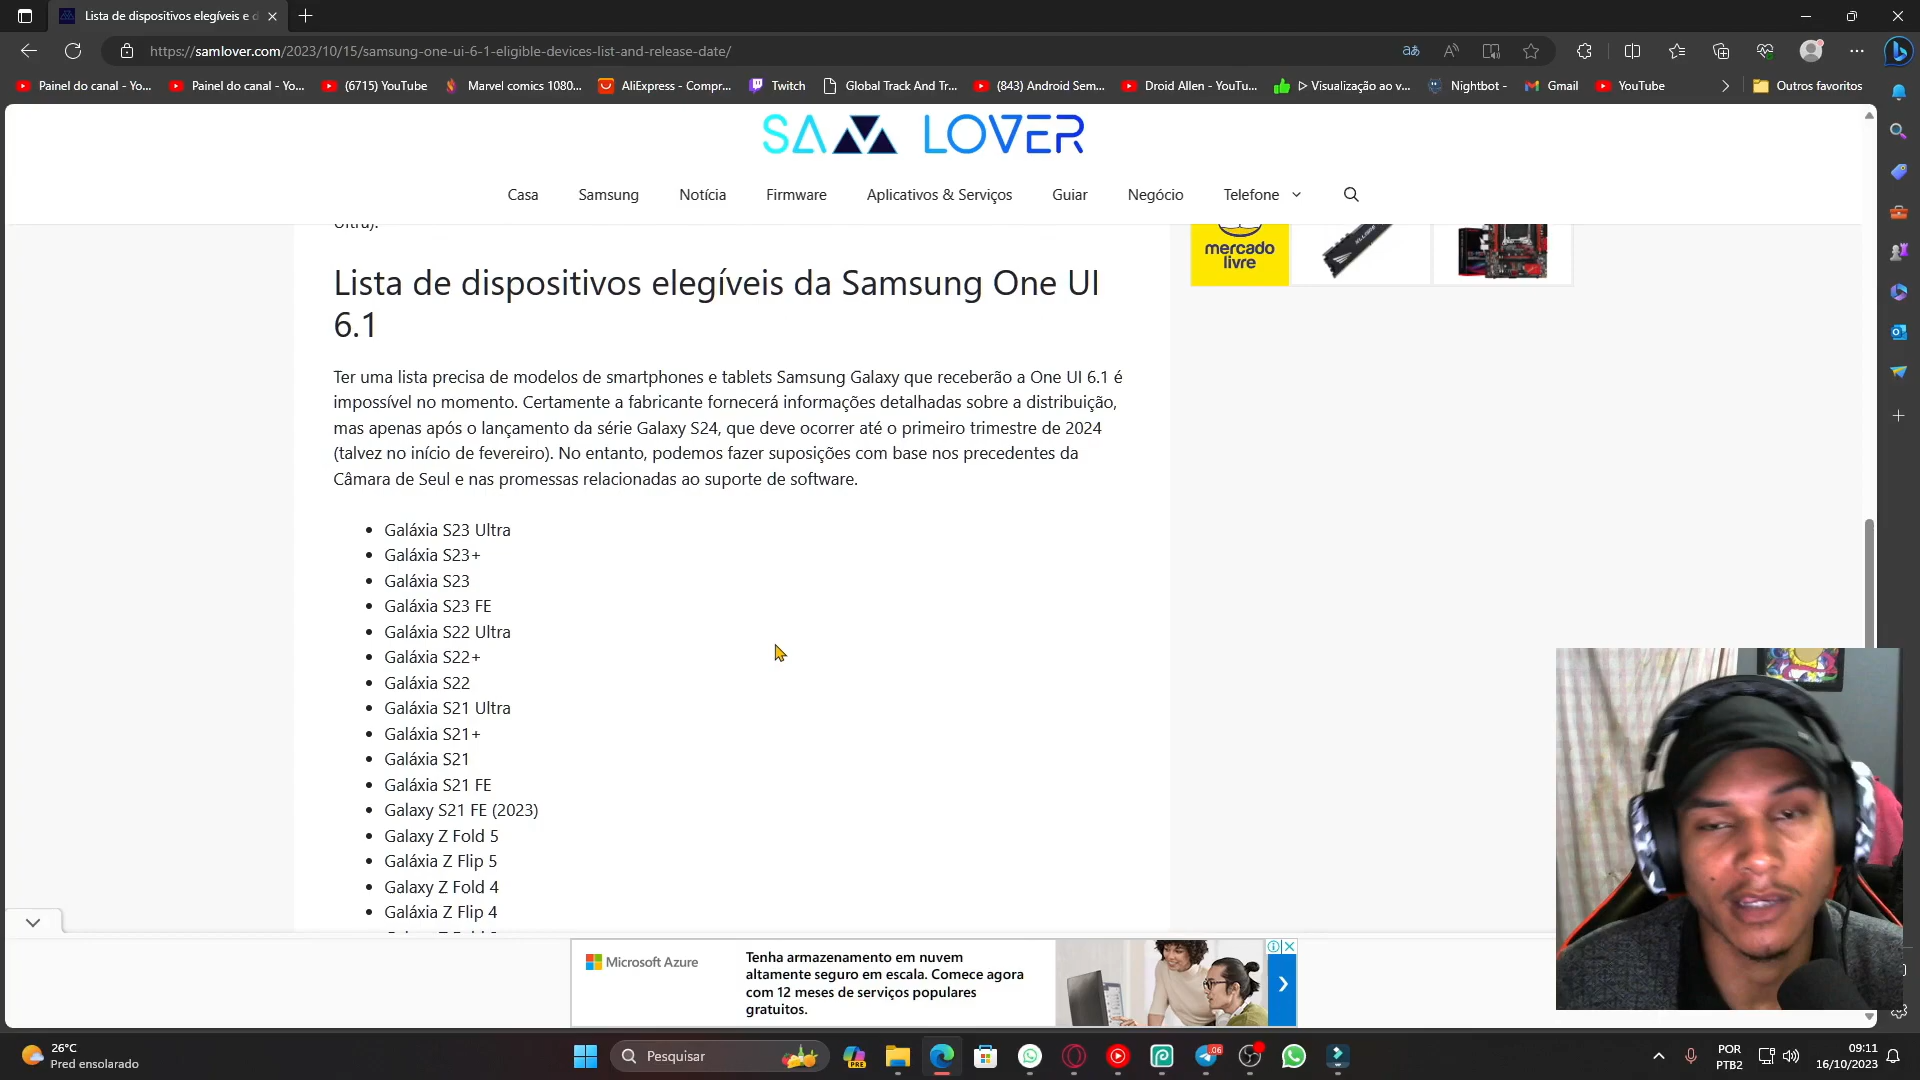 Lista de dispositivos elegíveis e d
https://samlover.com/2023/10/15/samsung-one-ui-6-1-eligible-devices-list-and-release-date/
Painel do canal - Yo...
Painel do canal - Yo...
(6715) YouTube
Marvel comics 1080...
AliExpress - Compr...
Twitch
Global Track And Tr...
(843) Android Sem...
Droid Allen - YouTu...
▷ Visualização ao v...
Nightbot -
Gmail
YouTube
Outros favoritos
SAM LOVER
Casa
Samsung
Notícia
Firmware
Aplicativos & Serviços
Guiar
Negócio
Telefone
Ultra).
mercado
livre
Lista de dispositivos elegíveis da Samsung One UI
6.1
Ter uma lista precisa de modelos de smartphones e tablets Samsung Galaxy que receberão a One UI 6.1 é
impossível no momento. Certamente a fabricante fornecerá informações detalhadas sobre a distribuição,
mas apenas após o lançamento da série Galaxy S24, que deve ocorrer até o primeiro trimestre de 2024
(talvez no início de fevereiro). No entanto, podemos fazer suposições com base nos precedentes da
Câmara de Seul e nas promessas relacionadas ao suporte de software.
• Galáxia S23 Ultra
• Galáxia S23+
• Galáxia S23
• Galáxia S23 FE
• Galáxia S22 Ultra
• Galáxia S22+
• Galáxia S22
• Galáxia S21 Ultra
• Galáxia S21+
• Galáxia S21
• Galáxia S21 FE
• Galaxy S21 FE (2023)
• Galaxy Z Fold 5
• Galáxia Z Flip 5
• Galaxy Z Fold 4
• Galáxia Z Flip 4
Microsoft Azure
Tenha armazenamento em nuvem
altamente seguro em escala. Comece agora
com 12 meses de serviços populares
gratuitos.
26°C
Pred ensolarado
Pesquisar
PRE
POR
PTB2
09:11
16/10/2023